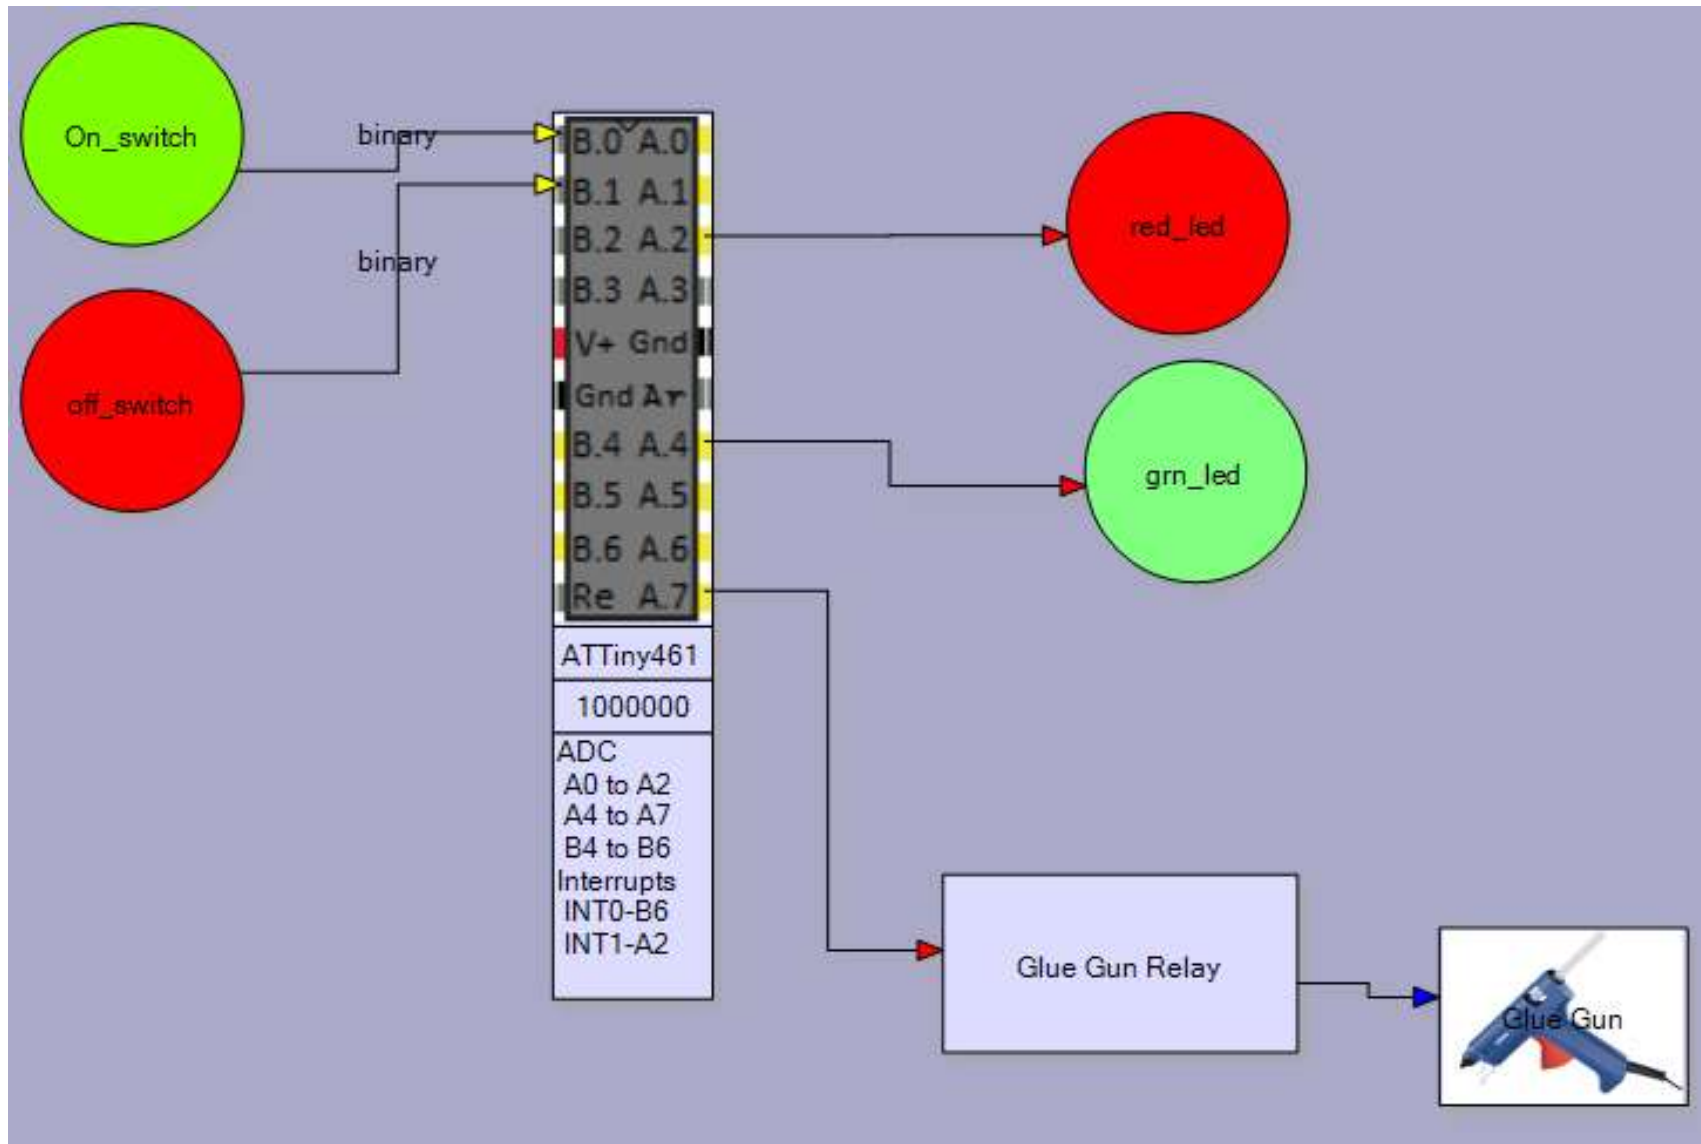 On_switch
binary
off_switch
binary
B.0 A.0
B.1 A.1
B.2 A.2
B.3 A.3
V+ Gnd
Gnd Ar
B.4 A.4
B.5 A.5
B.6 A.6
Re A.7
ATTiny461
1000000
ADC
A0 to A2
A4 to A7
B4 to B6
Interrupts
INT0-B6
INT1-A2
red_led
grn_led
Glue Gun Relay
Glue Gun